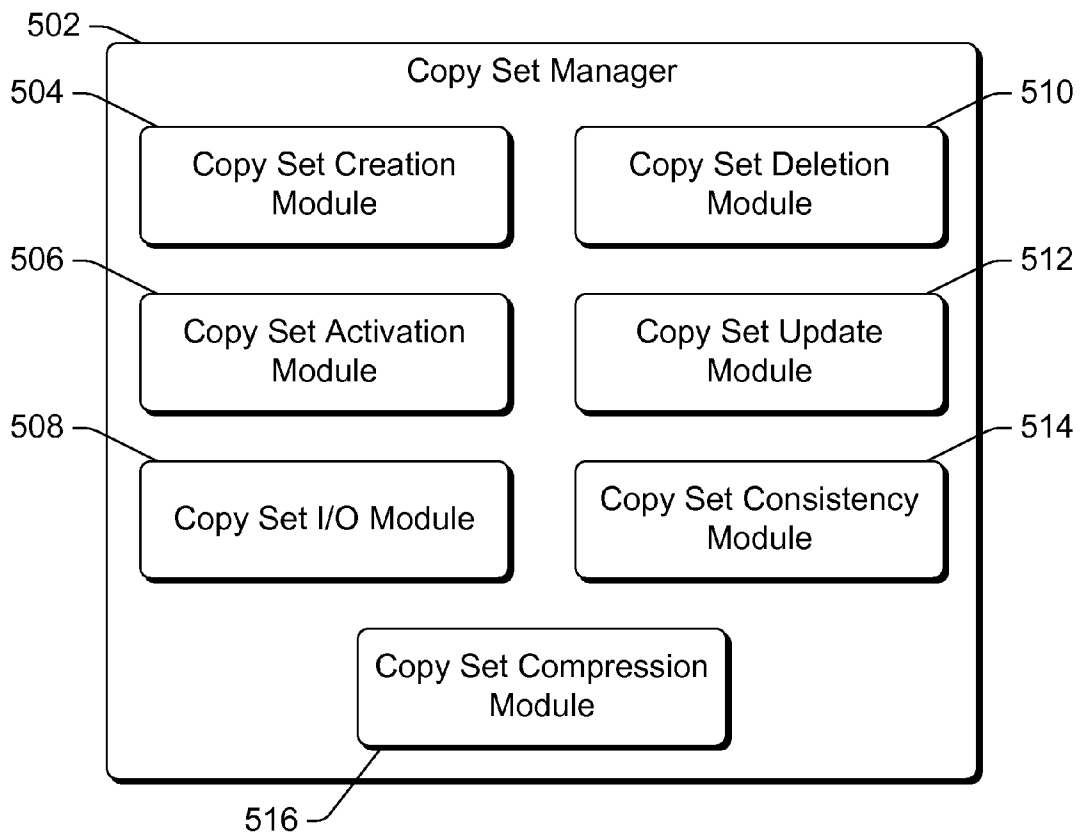 502
Copy Set Manager
504
510
Copy Set Creation
Module
Copy Set Deletion
Module
506
512
Copy Set Activation
Module
Copy Set Update
Module
508
514
Copy Set I/O Module
Copy Set Consistency
Module
Copy Set Compression
Module
516